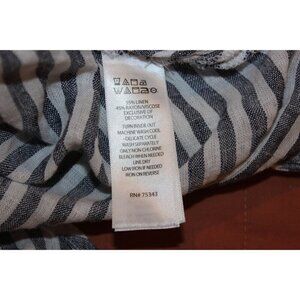 55% LINEN
45% RAYON/VISCOSE
EXCLUSIVE OF
DECORATION
TURN INSIDE OUT
MACHINE WASH COOL
- DELICATE CYCLE
WASH SEPARATELY
ONLY NON CHLORINE
BLEACH WHEN NEEDED
LINE DRY
LOW IRON IF NEEDED
IRON ON REVERSE
RN# 75343